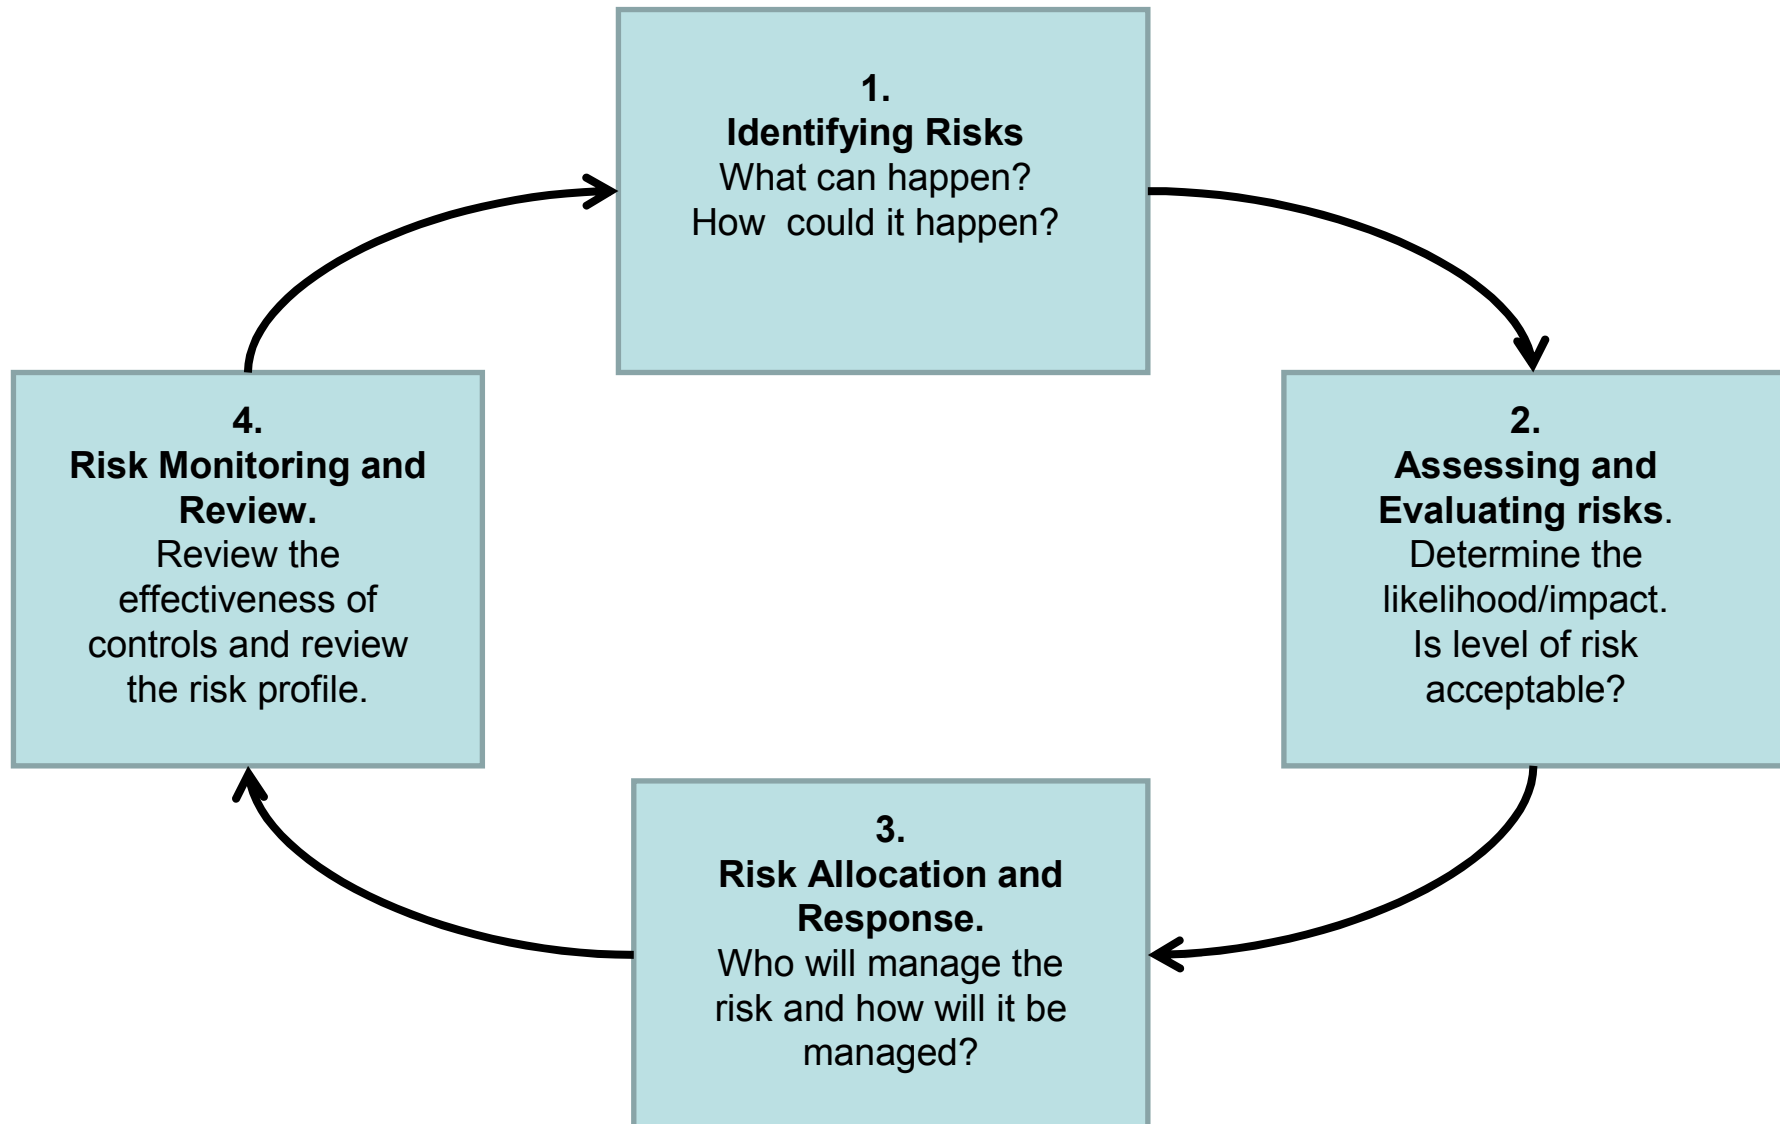 1.
Identifying Risks
What can happen?
How  could it happen?
2.
Assessing and
Evaluating risks.
Determine the
likelihood/impact.
Is level of risk
acceptable?
3.
Risk Allocation and
Response.
Who will manage the
risk and how will it be
managed?
4.
Risk Monitoring and
Review.
Review the
effectiveness of
controls and review
the risk profile.